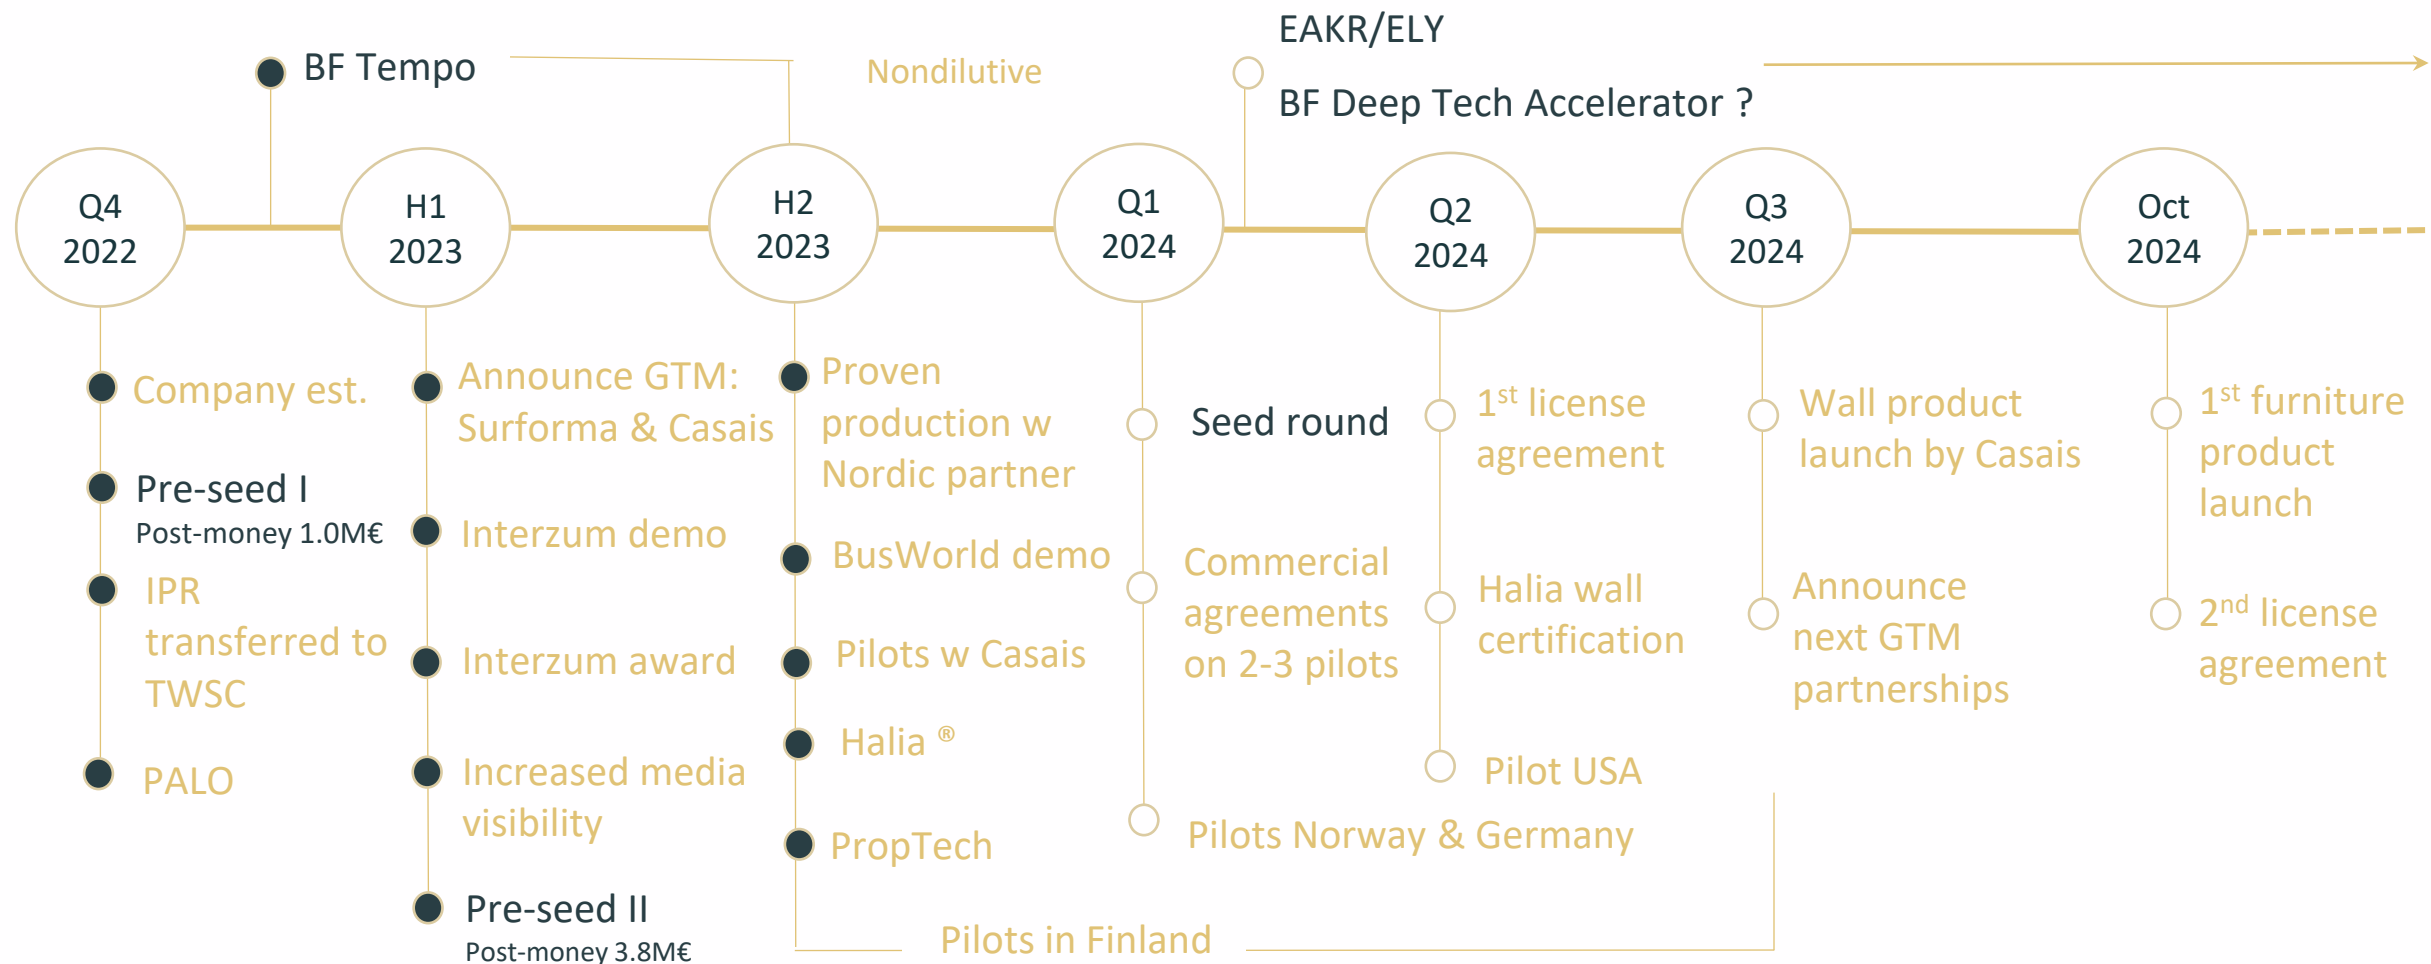 BF Tempo
Nondilutive
EAKR/ELY
BF Deep Tech Accelerator ?
Q4
2022
H1
2023
H2
2023
Q1
2024
Q2
2024
Q3
2024
Oct
2024
Company est.
Pre-seed I
Post-money 1.0M€
IPR
transferred to
TWSC
PALO
Announce GTM:
Surforma & Casais
Interzum demo
Interzum award
Increased media
visibility
Pre-seed II
Post-money 3.8M€
Proven
production w
Nordic partner
BusWorld demo
Pilots w Casais
Halia ®
PropTech
Pilots in Finland
Seed round
Commercial
agreements
on 2-3 pilots
Pilots Norway & Germany
1st license
agreement
Halia wall
certification
Pilot USA
Wall product
launch by Casais
Announce
next GTM
partnerships
1st furniture
product
launch
2nd license
agreement